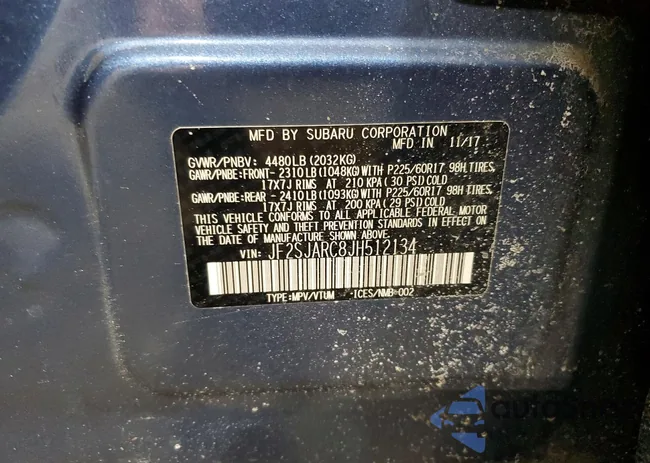 MFD BY SUBARU CORPORATION
MFD IN 11/17
GVWR/PNBV: 4480LB (2032KG)
GAWR/PNBE:FRONT-2310LB (1048KG) WITH P225/60R17 98H TIRES,
17X7J RIMS AT 210 KPA (30 PSI) COLD
GAWR/PNBE:REAR -2410LB (1093KG) WITH P225/60R17 98H TIRES,
17X7J RIMS AT 200 KPA (29 PSI) COLD
THIS VEHICLE CONFORMS TO ALL APPLICABLE FEDERAL MOTOR
VEHICLE SAFETY AND THEFT PREVENTION STANDARDS IN EFFECT
ON THE DATE OF MANUFACTURE SHOWN ABOVE.
VIN: JF2SJARC8JH512134
TYPE:MPV/VTUM ICES/NMB-002